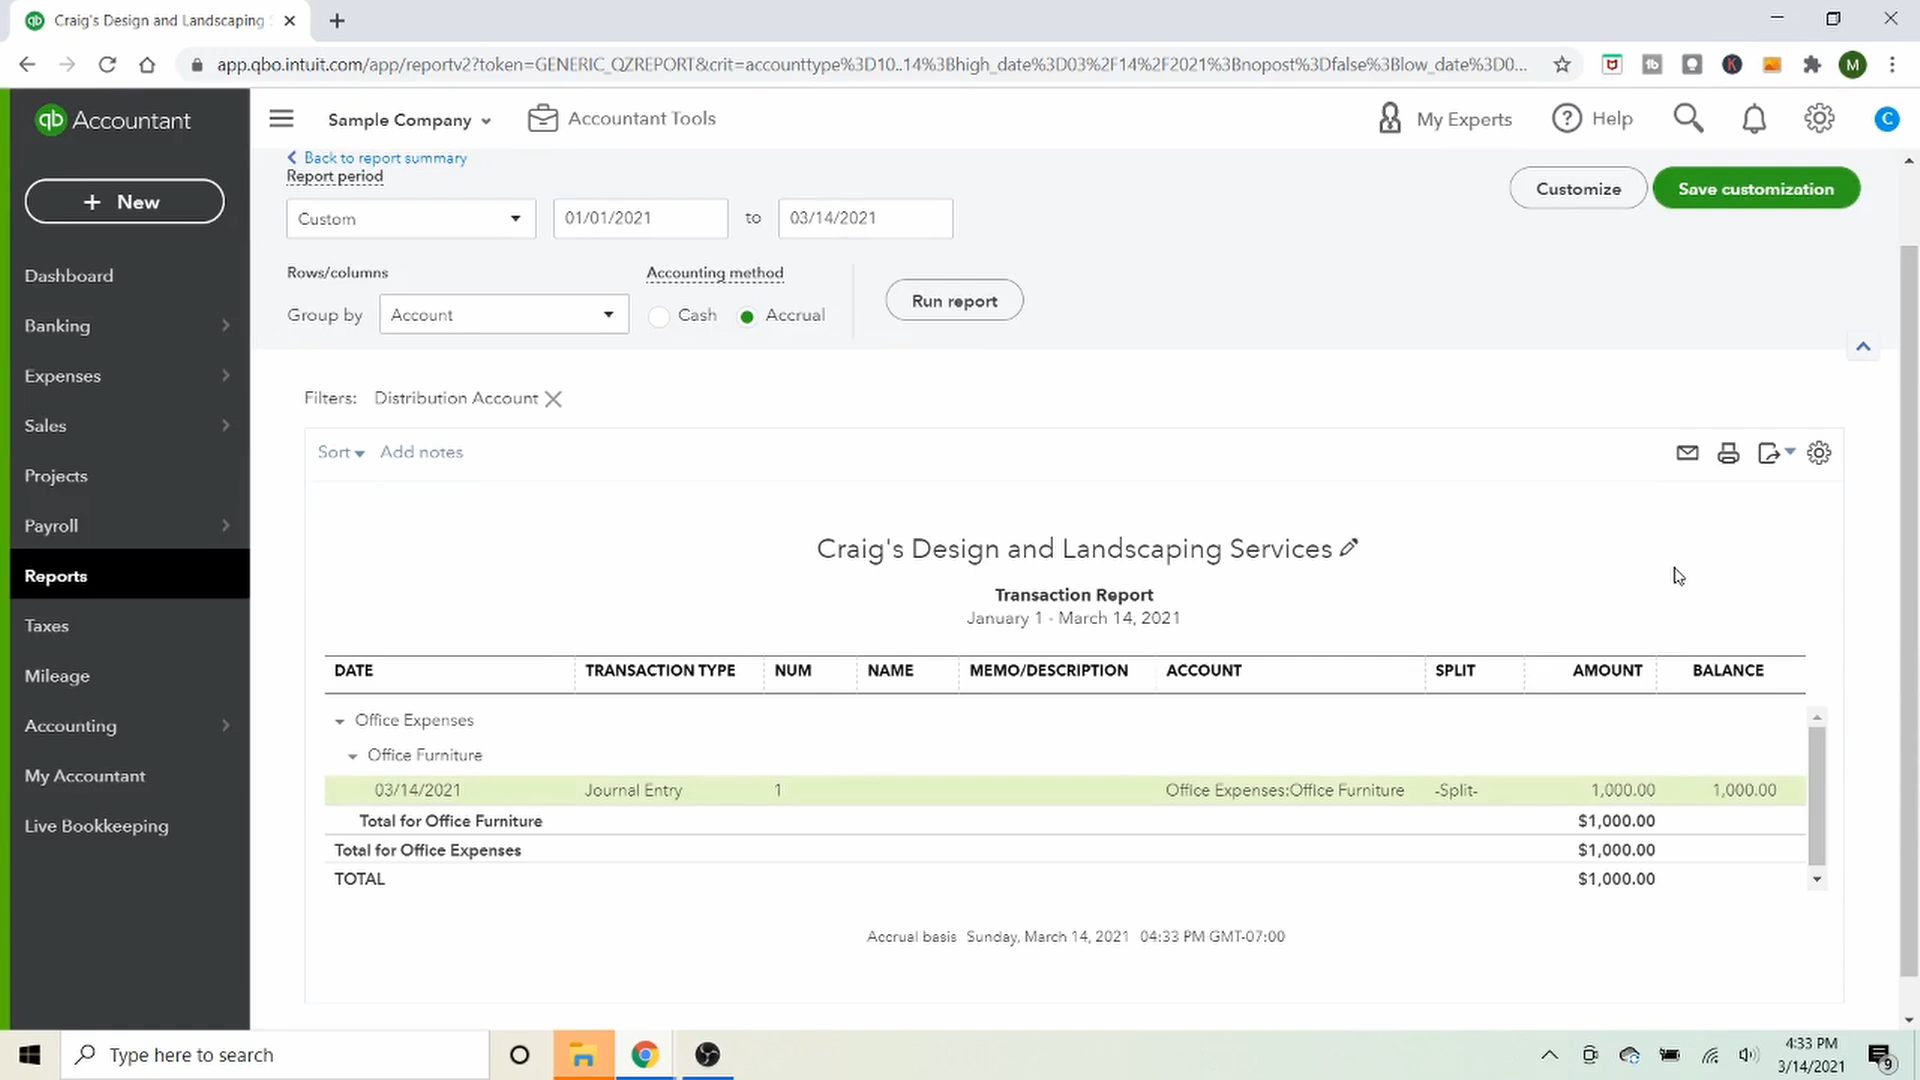 Craig's Design and Landscaping S
app.qbo.intuit.com/app/reportv2?token=GENERIC_QZREPORT&crit=accounttype%3D10..14%3Bhigh_date%3D03%2F14%2F2021%3Bnopost%3Dfalse%3Blow_date%3D0...
K
M
qb Accountant
Sample Company
Accountant Tools
My Experts
? Help
C
+ New
Dashboard
Banking
Expenses
Sales
Projects
Payroll
Reports
Taxes
Mileage
Accounting
My Accountant
Live Bookkeeping
Back to report summary
Report period
Customize
Save customization
Custom
01/01/2021
to
03/14/2021
Rows/columns
Accounting method
Group by
Account
Cash
Accrual
Run report
Filters: Distribution Account
Sort
Add notes
Craig's Design and Landscaping Services
Transaction Report
January 1 - March 14, 2021
DATE TRANSACTION TYPE NUM NAME MEMO/DESCRIPTION ACCOUNT SPLIT AMOUNT BALANCE
Office Expenses
Office Furniture
03/14/2021 Journal Entry 1 Office Expenses:Office Furniture -Split- 1,000.00 1,000.00
Total for Office Furniture $1,000.00
Total for Office Expenses $1,000.00
TOTAL $1,000.00
Accrual basis Sunday, March 14, 2021 04:33 PM GMT-07:00
Type here to search
4:33 PM
3/14/2021
9